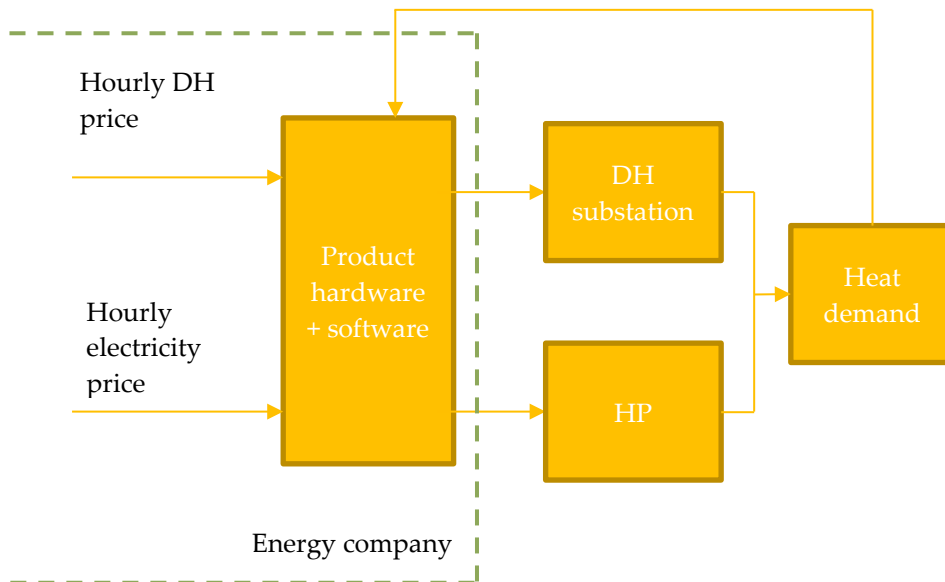 Hourly DH
price
Hourly
electricity
price
Product
hardware
+ software
DH
substation
HP
Heat
demand
Energy company